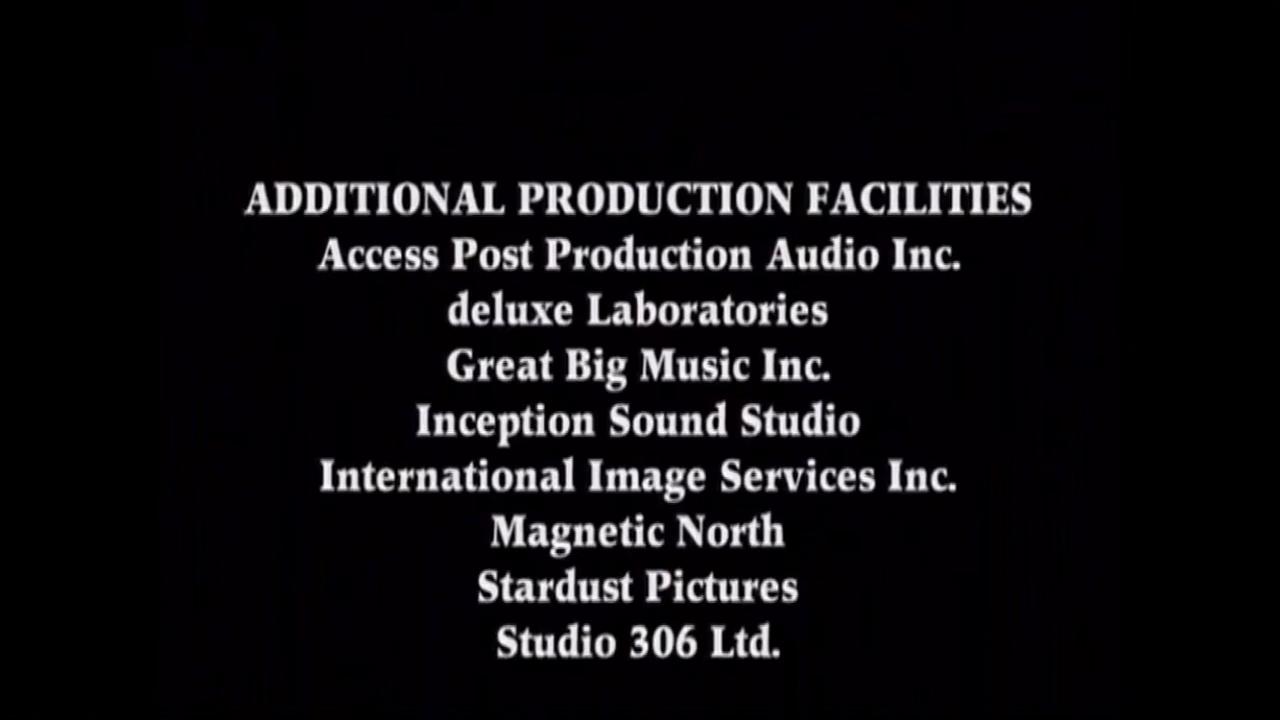 ADDITIONAL PRODUCTION FACILITIES
Access Post Production Audio Inc.
deluxe Laboratories
Great Big Music Inc.
Inception Sound Studio
International Image Services Inc.
Magnetic North
Stardust Pictures
Studio 306 Ltd.